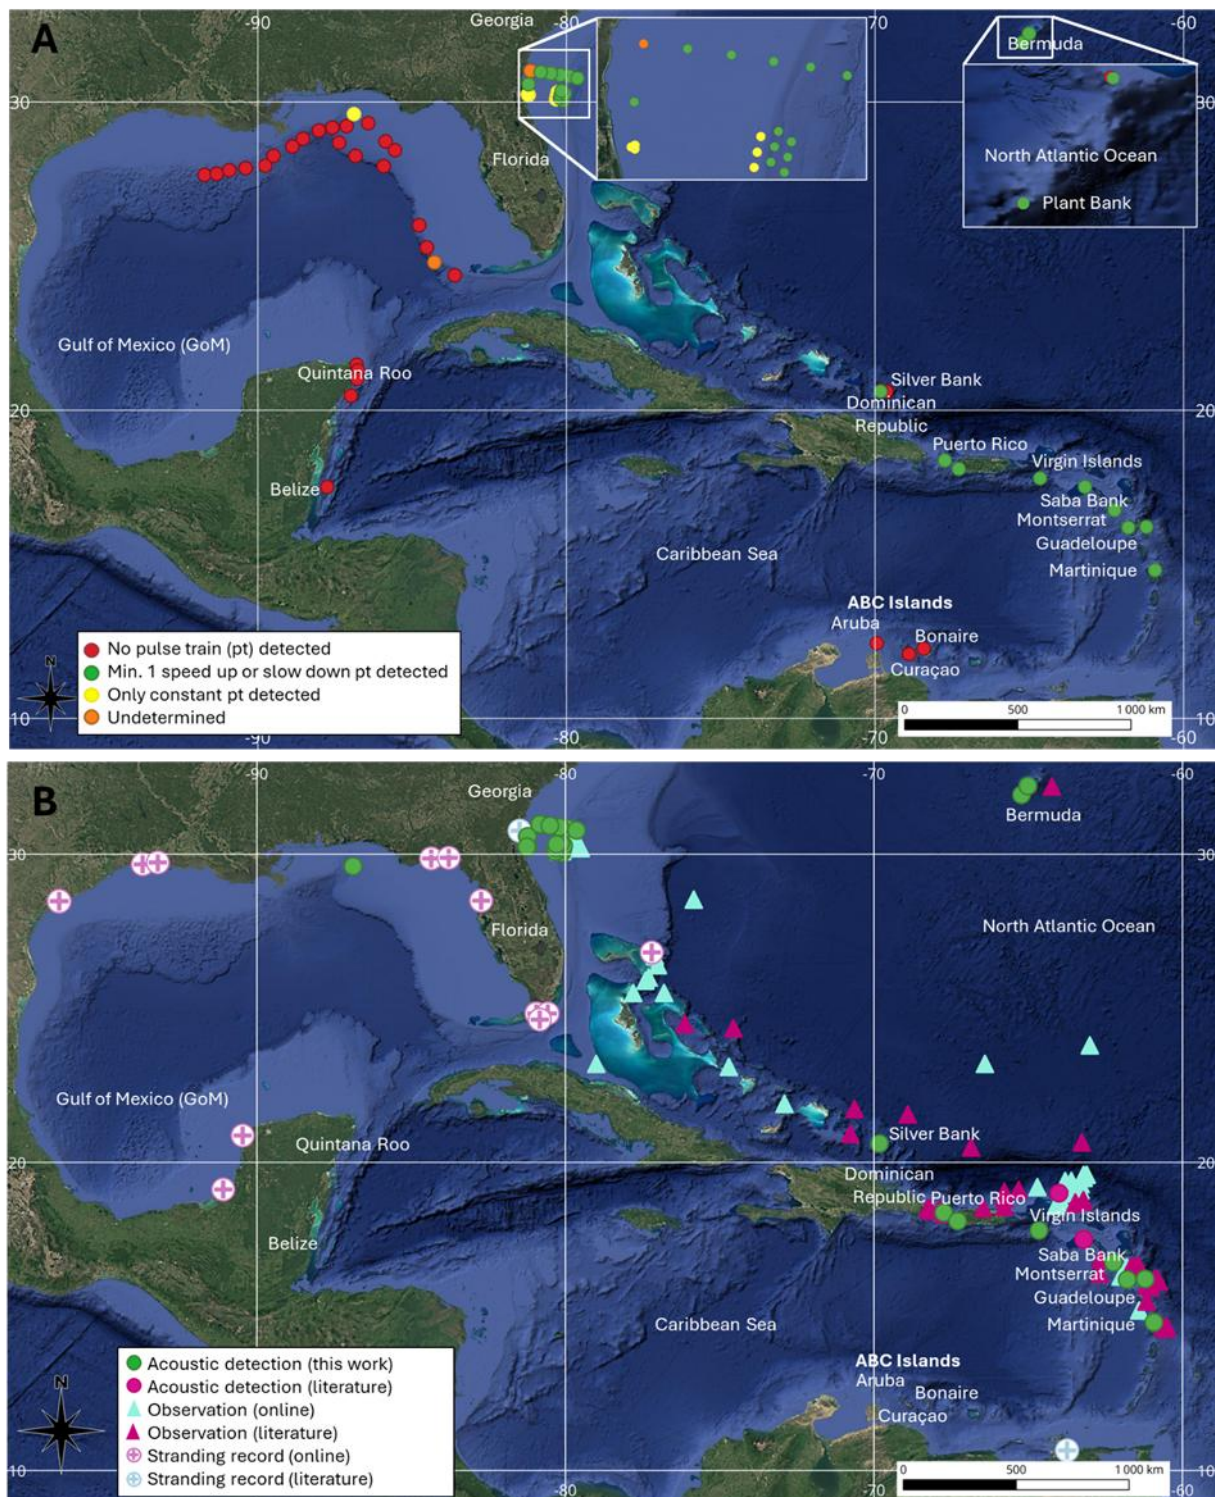 A
-90
Georgia
-80
-70
-60
Bermuda
30
Florida
North Atlantic Ocean
Plant Bank
Gulf of Mexico (GoM)
Quintana Roo
Silver Bank
20
20
Dominican
Republic
Puerto Rico
Virgin Islands
Belize
Saba Bank
Montserrat
Caribbean Sea
Guadeloupe
Martinique
ABC Islands
Aruba
Bonaire
Curaçao
No pulse train (pt) detected
Min. 1 speed up or slow down pt detected
Only constant pt detected
Undetermined
N
0 500 1 000 km
10
10
-90
-80
-70
-60
B
-90
Georgia
-80
-70
-60
Bermuda
30
30
Florida
North Atlantic Ocean
Gulf of Mexico (GoM)
Quintana Roo
Silver Bank
20
20
Dominican
Republic
Puerto Rico
Virgin Islands
Belize
Saba Bank
Montserrat
Guadeloupe
Caribbean Sea
Martinique
ABC Islands
Aruba
Bonaire
Curaçao
Acoustic detection (this work)
Acoustic detection (literature)
Observation (online)
Observation (literature)
Stranding record (online)
Stranding record (literature)
N
0 500 1 000 km
10
10
-80
-70
-60